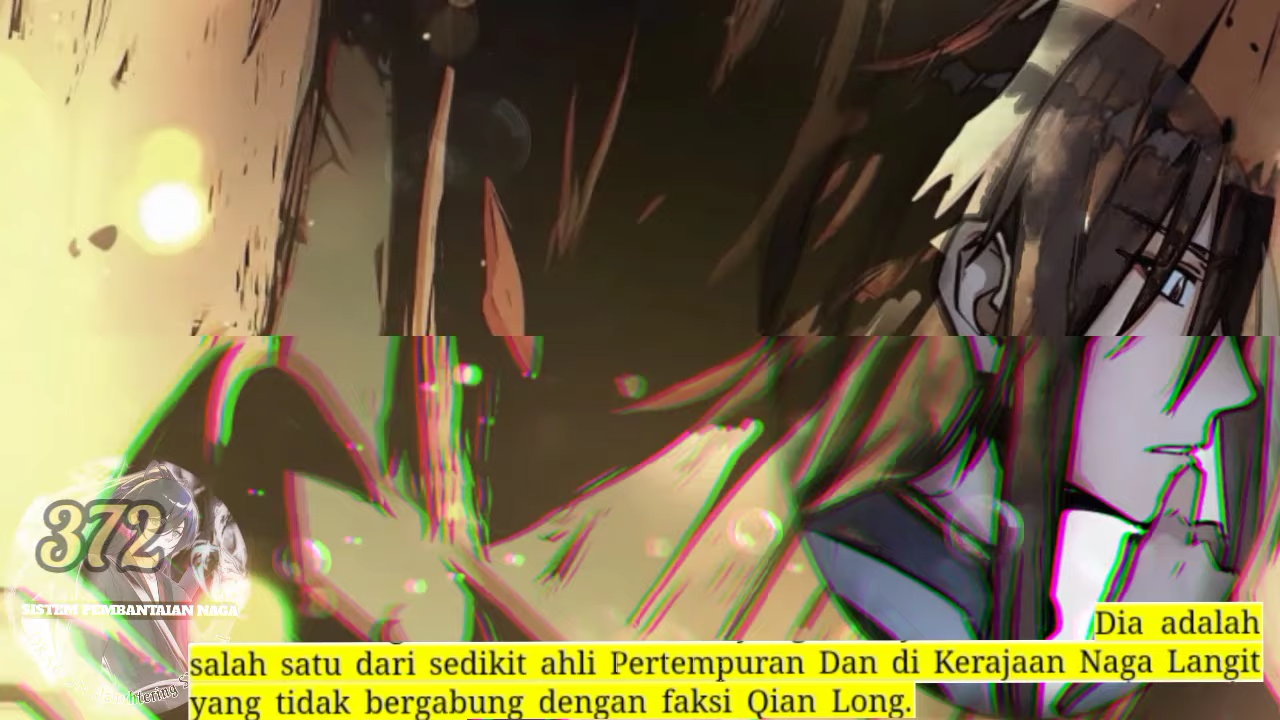 372
SISTEM PEMBANTAIAN NAGA
Dia adalah
salah satu dari sedikit ahli Pertempuran Dan di Kerajaan Naga Langit
yang tidak bergabung dengan faksi Qian Long.